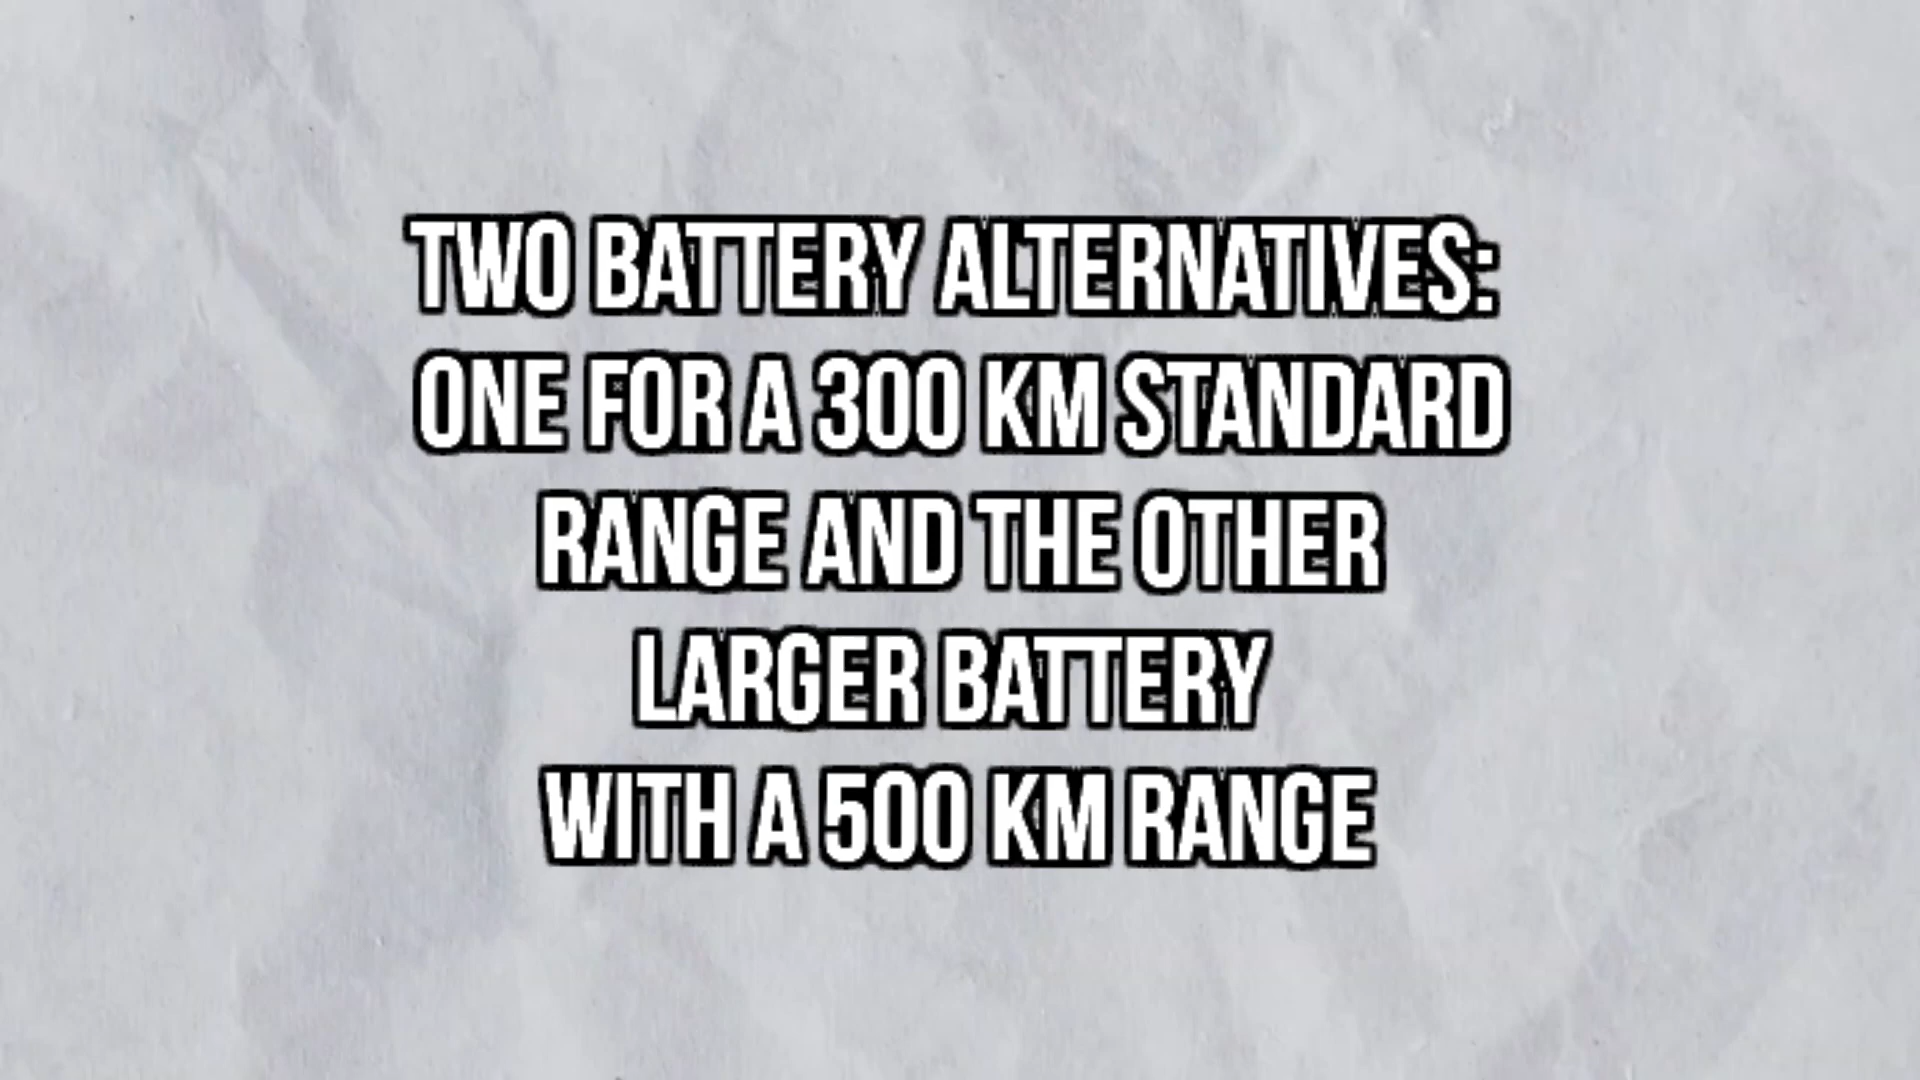 TWO BATTERY ALTERNATIVES:
ONE FOR A 300 KM STANDARD
RANGE AND THE OTHER
LARGER BATTERY
WITH A 500 KM RANGE